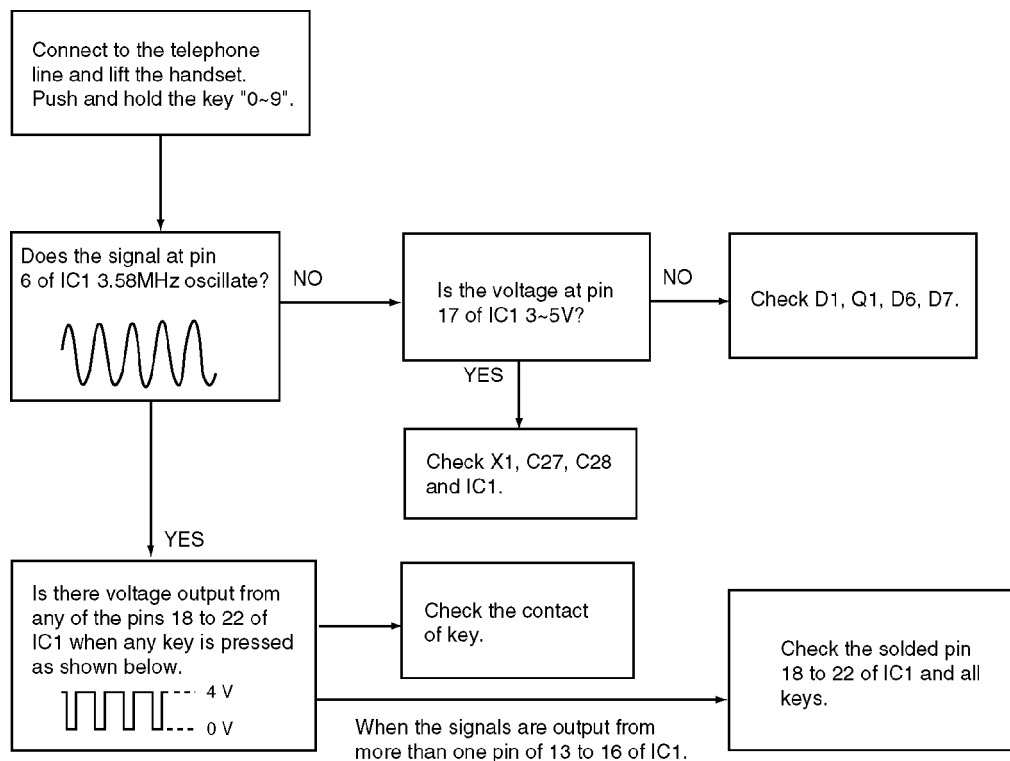 Connect to the telephone
line and lift the handset.
Push and hold the key "0~9".
Does the signal at pin
6 of IC1 3.58MHz oscillate?
NO
Is the voltage at pin
17 of IC1 3~5V?
NO
Check D1, Q1, D6, D7.
YES
Check X1, C27, C28
and IC1.
YES
Is there voltage output from
any of the pins 18 to 22 of
IC1 when any key is pressed
as shown below.
4 V
0 V
Check the contact
of key.
When the signals are output from
more than one pin of 13 to 16 of IC1.
Check the solded pin
18 to 22 of IC1 and all
keys.